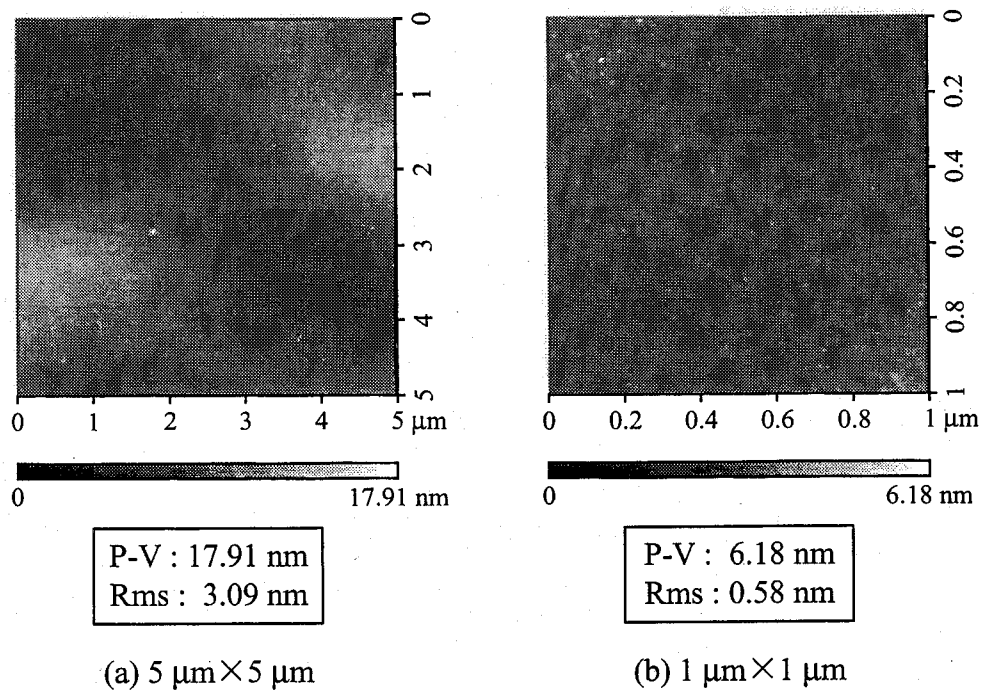 0
1
2
3
4
5
0 1 2 3 4 5 μm
0 17.91 nm
P-V : 17.91 nm
Rms : 3.09 nm
(a) 5 μm×5 μm
0
0.2
0.4
0.6
0.8
1
0 0.2 0.4 0.6 0.8 1 μm
0 6.18 nm
P-V : 6.18 nm
Rms : 0.58 nm
(b) 1 μm×1 μm